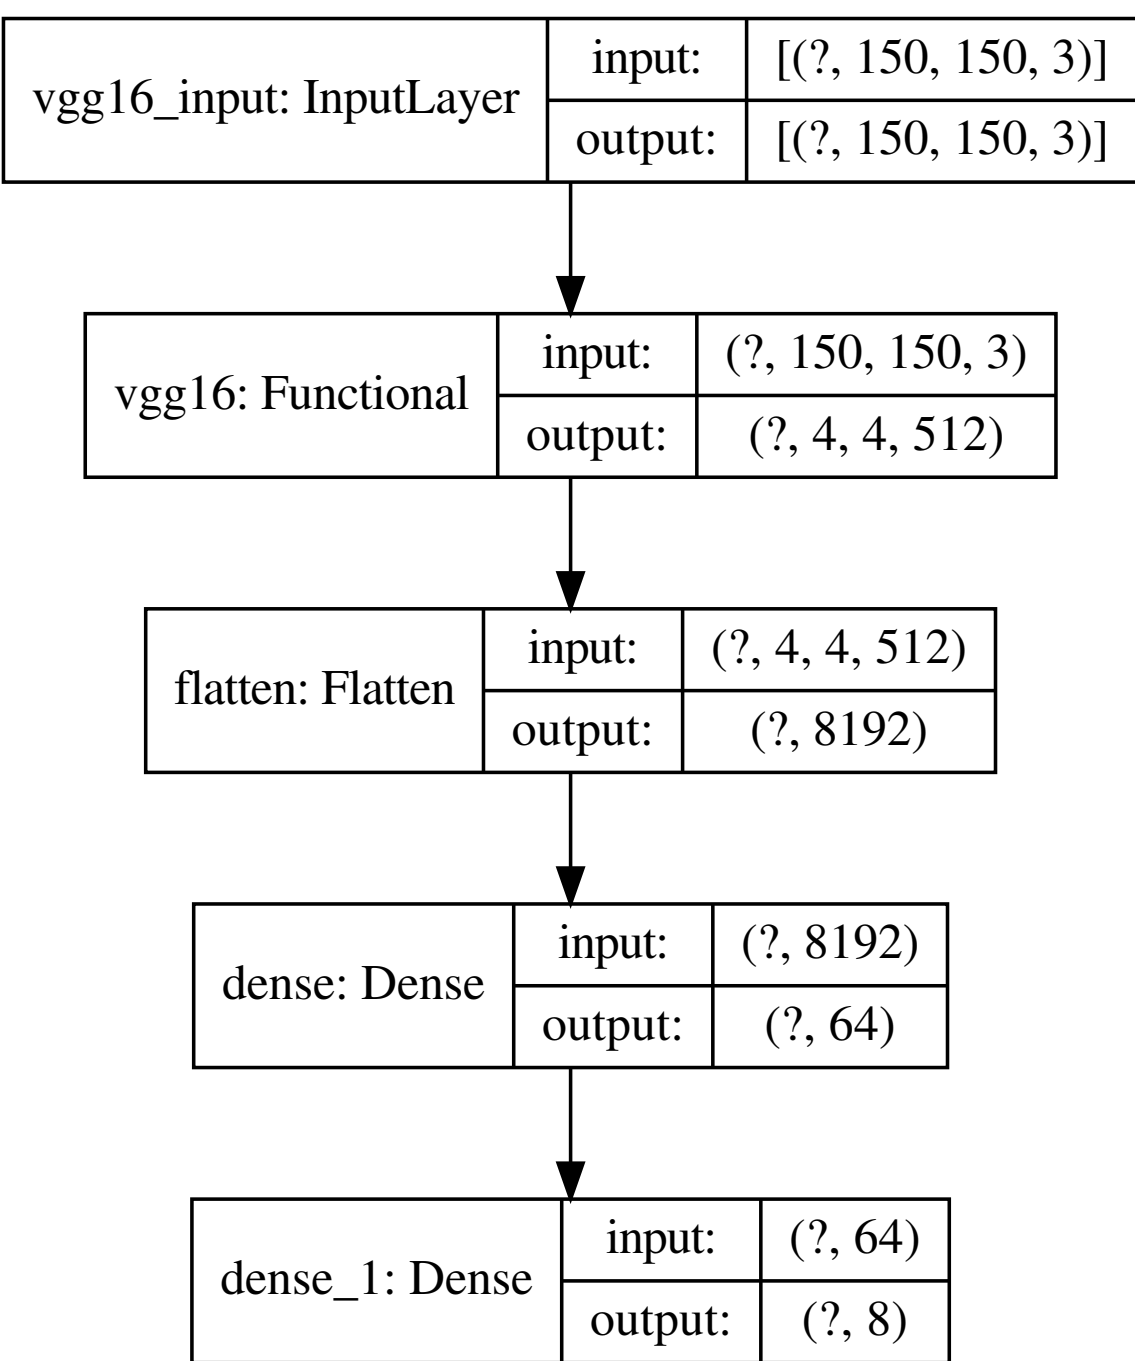 vgg16_input: InputLayer
input: [(?, 150, 150, 3)]
output: [(?, 150, 150, 3)]
vgg16: Functional
input: (?, 150, 150, 3)
output: (?, 4, 4, 512)
flatten: Flatten
input: (?, 4, 4, 512)
output: (?, 8192)
dense: Dense
input: (?, 8192)
output: (?, 64)
dense_1: Dense
input: (?, 64)
output: (?, 8)